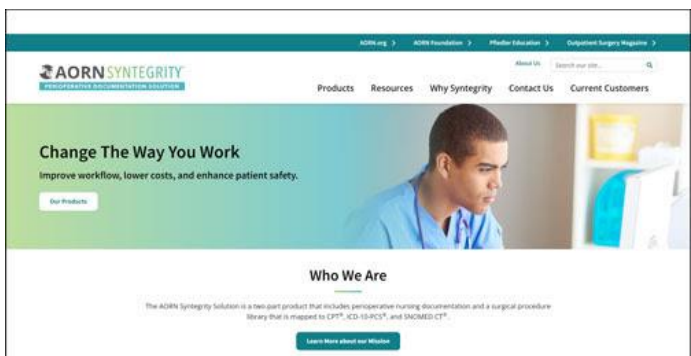 AORN.org > AORN Foundation > Pfiedler Education > Outpatient Surgery Magazine >
About Us Search our site...
AORN SYNTEGRITY
PERIOPERATIVE DOCUMENTATION SOLUTION
Products Resources Why Syntegrity Contact Us Current Customers
Change The Way You Work
Improve workflow, lower costs, and enhance patient safety.
Our Products
Who We Are
The AORN Syntegrity Solution is a two-part product that includes perioperative nursing documentation and a surgical procedure
library that is mapped to CPT®, ICD-10-PCS®, and SNOMED CT®.
Learn More about our Mission